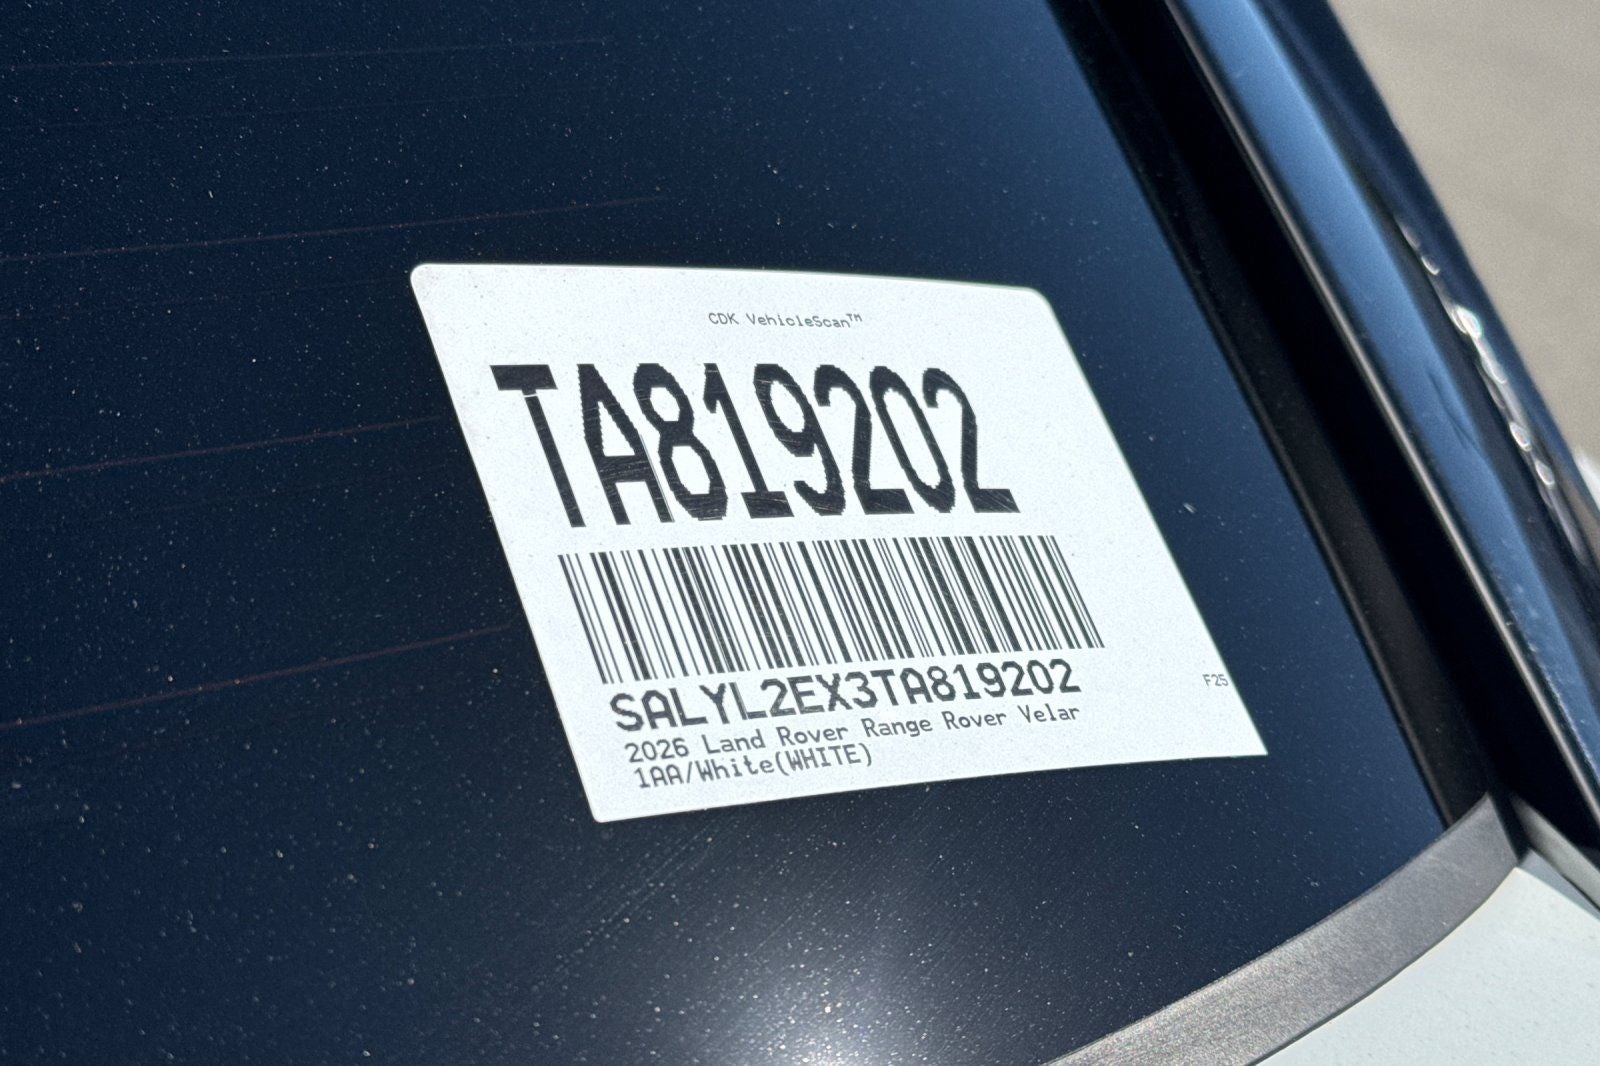 CDK VehicleScan™
TA819202
SALYL2EX3TA819202
F25
2026 Land Rover Range Rover Velar
1AA/White(WHITE)